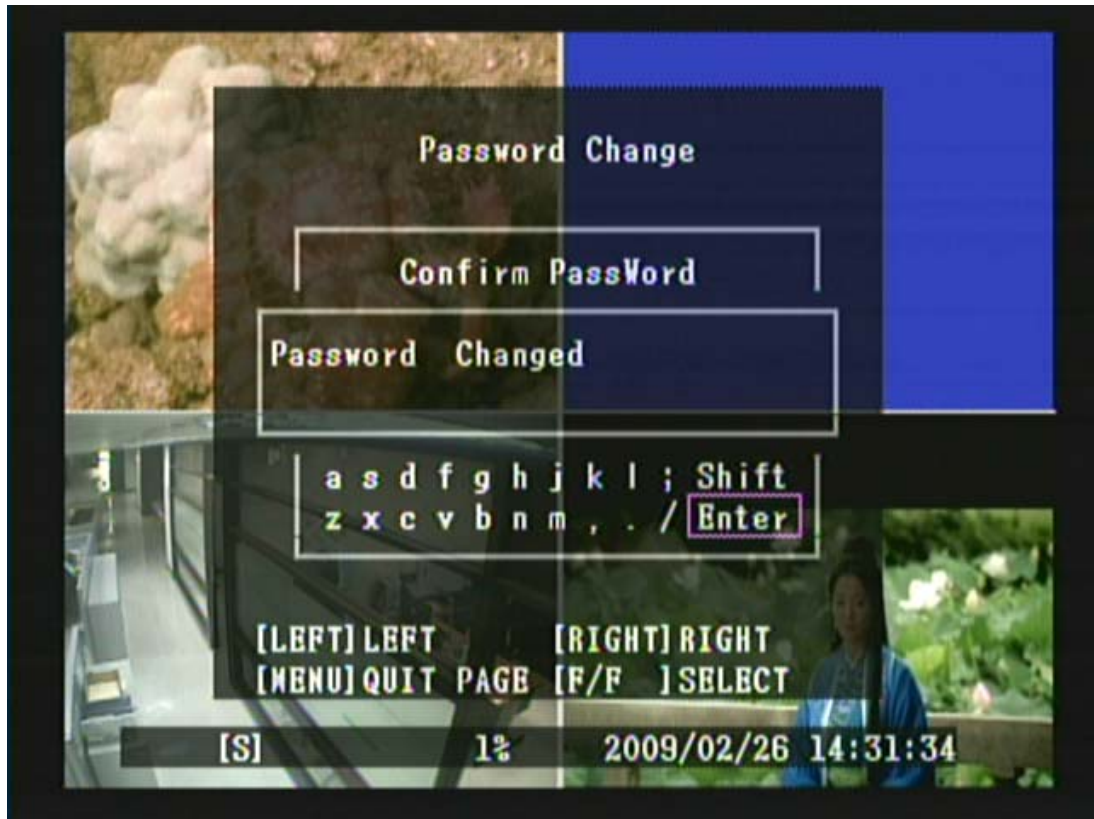 Password Change
Confirm PassWord
Password Changed
a s d f g h j k l ; Shift
z x c v b n m , . / Enter
[LEFT]LEFT [RIGHT]RIGHT
[MENU]QUIT PAGE [F/F ]SELECT
[S] 1% 2009/02/26 14:31:34